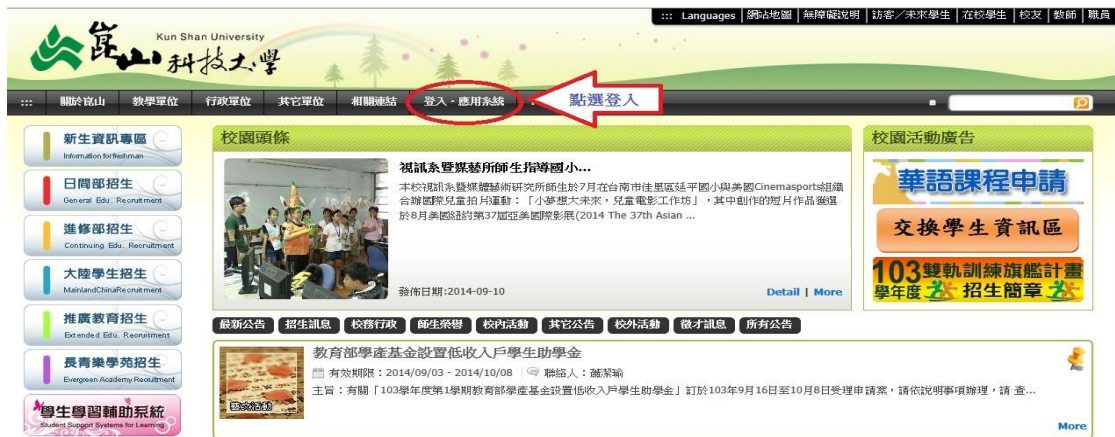 ::: Languages 網站地圖 無障礙說明 訪客／未來學生 在校學生 校友 教師 職員
Kun Shan University
崑山科技大學
::: 關於崑山 教學單位 行政單位 其它單位 相關連結 登入‧應用系統
點選登入
新生資訊專區
Information for freshman
日間部招生
General Edu. Recruitment
進修部招生
Continuing Edu. Recruitment
大陸學生招生
MainlandChinaRecruitment
推廣教育招生
Extended Edu. Recruitment
長青樂學苑招生
Evergreen Academy Recruitment
學生學習輔助系統
Student Support Systems for Learning
校園頭條
視訊系暨媒藝所師生指導國小...
本校視訊系暨媒體藝術研究所師生於7月在台南市佳里區延平國小與美國Cinemasports組織
合辦國際兒童拍片運動：「小夢想大未來，兒童電影工作坊」，其中創作的短片作品獲選
於8月美國紐約第37屆亞美國際影展(2014 The 37th Asian ...
發佈日期:2014-09-10
Detail | More
校園活動廣告
華語課程申請
交換學生資訊區
103學年度 雙軌訓練旗艦計畫
招生簡章
最新公告 招生訊息 校務行政 師生榮譽 校內活動 其它公告 校外活動 徵才訊息 所有公告
教育部學產基金設置低收入戶學生助學金
有效期限：2014/09/03 - 2014/10/08 聯絡人：
主旨：有關「103學年度第1學期教育部學產基金設置低收入戶學生助學金」訂於103年9月16日至10月8日受理申請案，請依說明事項辦理，請 查...
More